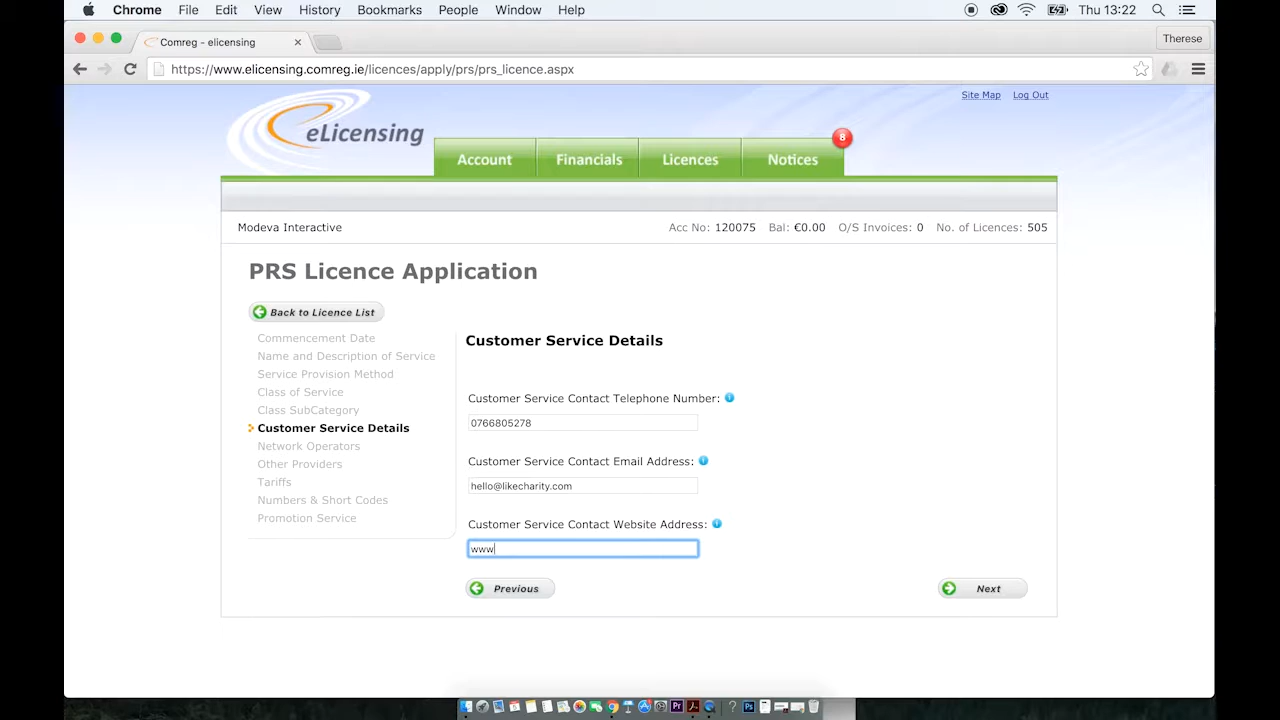 Chrome File Edit View History Bookmarks People Window Help Thu 13:22
Comreg - elicensing Therese
https://www.elicensing.comreg.ie/licences/apply/prs/prs_licence.aspx
Site Map Log Out
eLicensing
8
Account Financials Licences Notices
Modeva Interactive Acc No: 120075 Bal: €0.00 O/S Invoices: 0 No. of Licences: 505
PRS Licence Application
Back to Licence List
Commencement Date
Name and Description of Service
Service Provision Method
Class of Service
Class SubCategory
Customer Service Details
Network Operators
Other Providers
Tariffs
Numbers & Short Codes
Promotion Service
Customer Service Details
Customer Service Contact Telephone Number:
0766805278
Customer Service Contact Email Address:
hello@likecharity.com
Customer Service Contact Website Address:
www
Previous Next